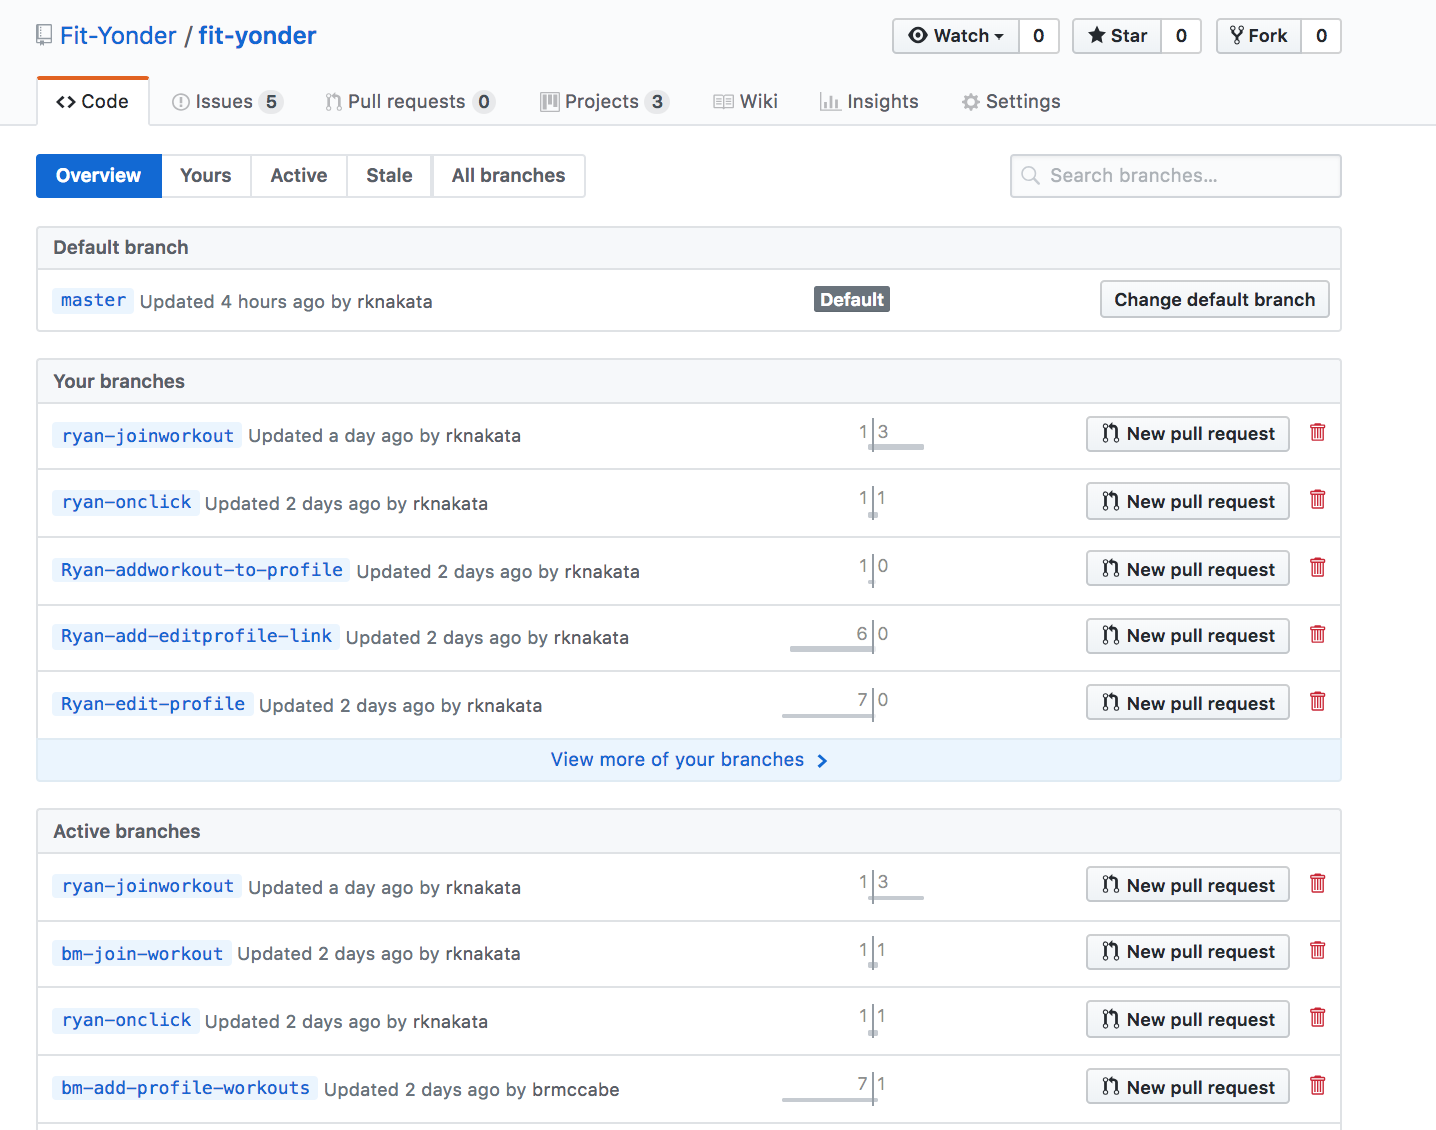 Fit-Yonder / fit-yonder Watch 0 Star 0 Fork 0
Code Issues 5 Pull requests 0 Projects 3 Wiki Insights Settings
Overview Yours Active Stale All branches Search branches...
Default branch
master Updated 4 hours ago by rknakata Default Change default branch
Your branches
ryan-joinworkout Updated a day ago by rknakata 1 3 New pull request
ryan-onclick Updated 2 days ago by rknakata 1 1 New pull request
Ryan-addworkout-to-profile Updated 2 days ago by rknakata 1 0 New pull request
Ryan-add-editprofile-link Updated 2 days ago by rknakata 6 0 New pull request
Ryan-edit-profile Updated 2 days ago by rknakata 7 0 New pull request
View more of your branches
Active branches
ryan-joinworkout Updated a day ago by rknakata 1 3 New pull request
bm-join-workout Updated 2 days ago by rknakata 1 1 New pull request
ryan-onclick Updated 2 days ago by rknakata 1 1 New pull request
bm-add-profile-workouts Updated 2 days ago by brmccabe 7 1 New pull request